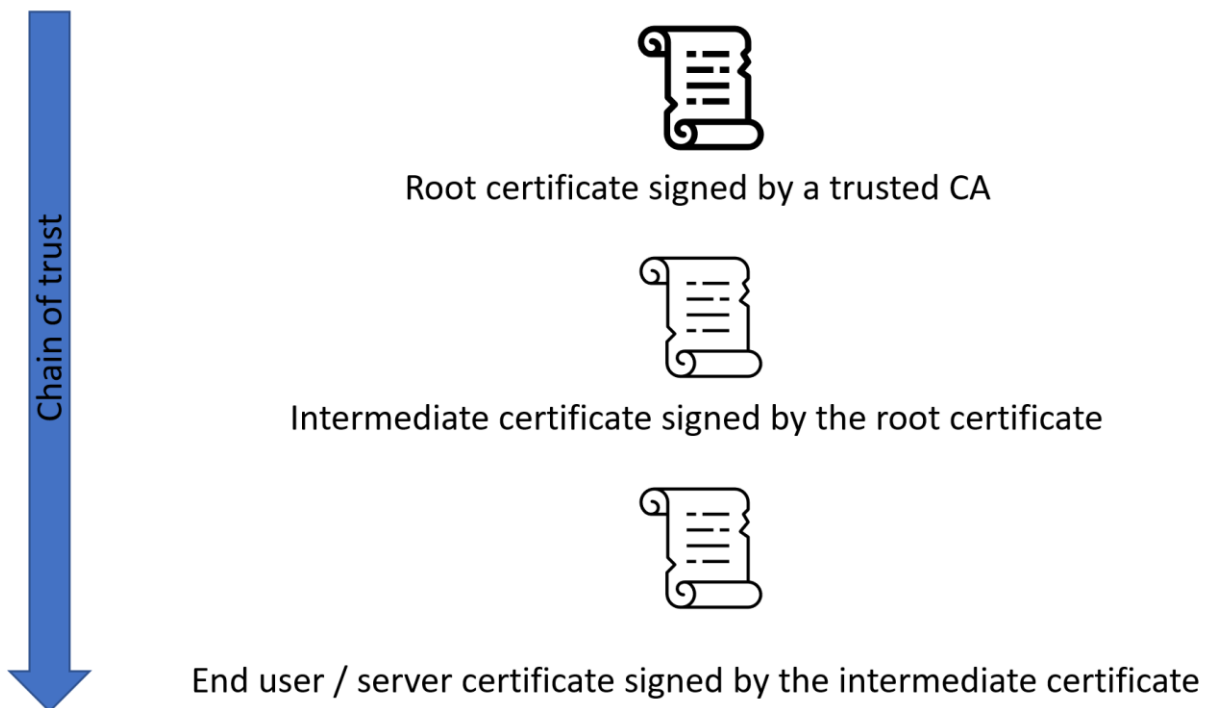 Chain of trust
Root certificate signed by a trusted CA
Intermediate certificate signed by the root certificate
End user / server certificate signed by the intermediate certificate